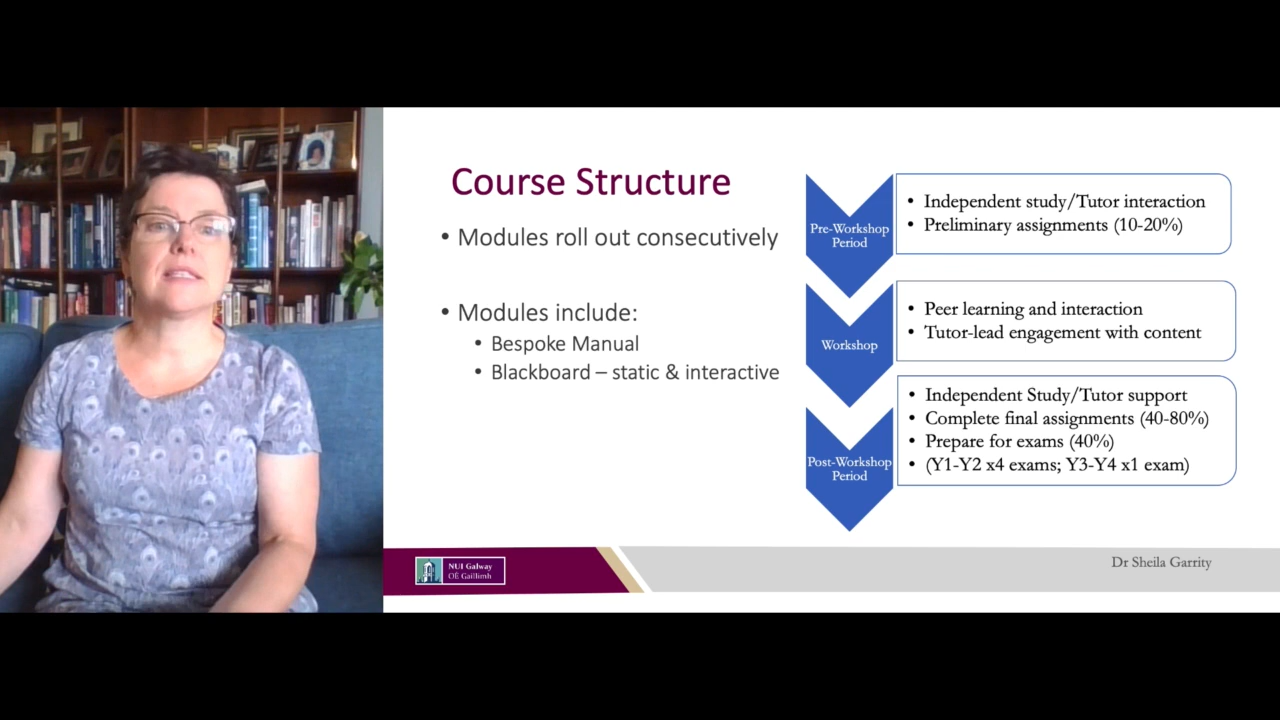 Course Structure
• Modules roll out consecutively
• Modules include:
• Bespoke Manual
• Blackboard – static & interactive
Pre-Workshop
Period
• Independent study/Tutor interaction
• Preliminary assignments (10-20%)
Workshop
• Peer learning and interaction
• Tutor-lead engagement with content
Post-Workshop
Period
• Independent Study/Tutor support
• Complete final assignments (40-80%)
• Prepare for exams (40%)
• (Y1-Y2 x4 exams; Y3-Y4 x1 exam)
NUI Galway
OÉ Gaillimh
Dr Sheila Garrity